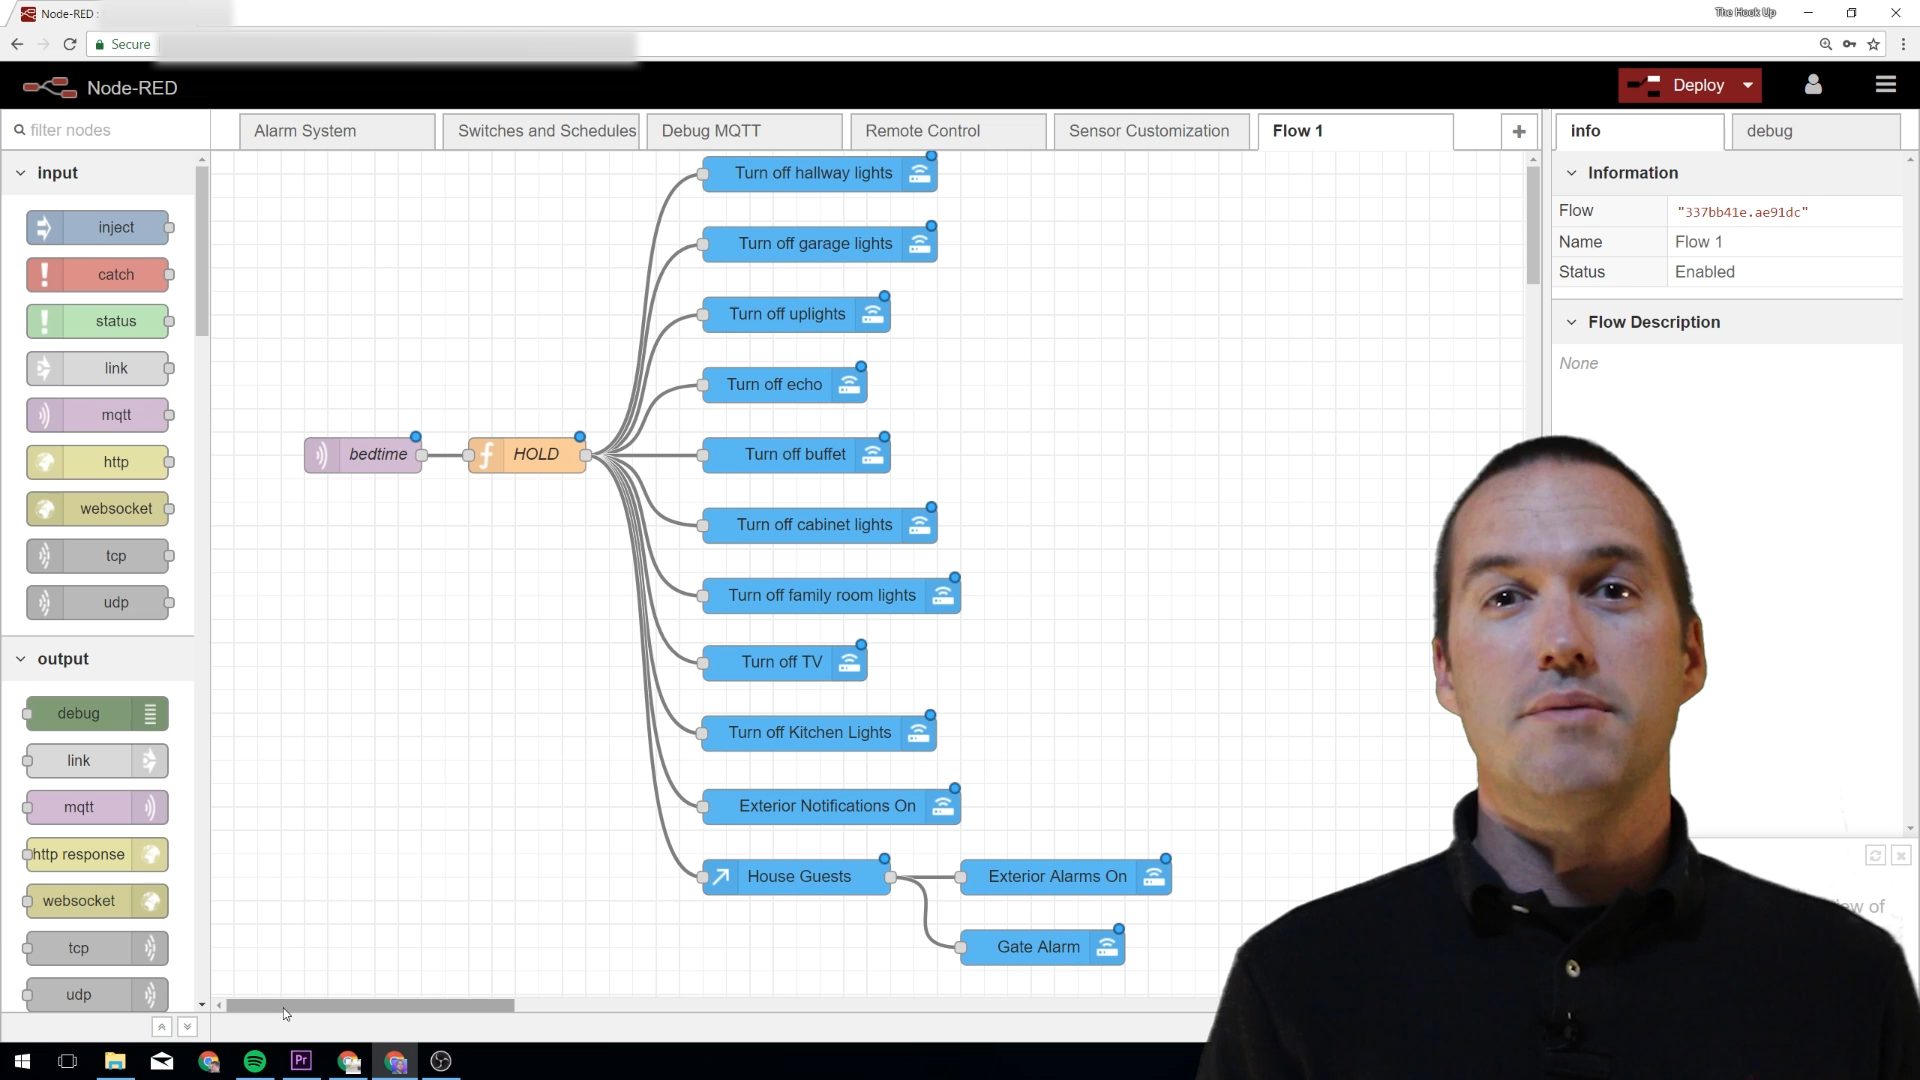 Node-RED :
The Hook Up
Secure
Node-RED
Deploy
filter nodes
Alarm System
Switches and Schedules
Debug MQTT
Remote Control
Sensor Customization
Flow 1
+
info
debug
input
inject
catch
status
link
mqtt
http
websocket
tcp
udp
output
debug
link
mqtt
http response
websocket
tcp
udp
bedtime
HOLD
Turn off hallway lights
Turn off garage lights
Turn off uplights
Turn off echo
Turn off buffet
Turn off cabinet lights
Turn off family room lights
Turn off TV
Turn off Kitchen Lights
Exterior Notifications On
House Guests
Exterior Alarms On
Gate Alarm
Information
Flow "337bb41e.ae91dc"
Name Flow 1
Status Enabled
Flow Description
None
of
Pr